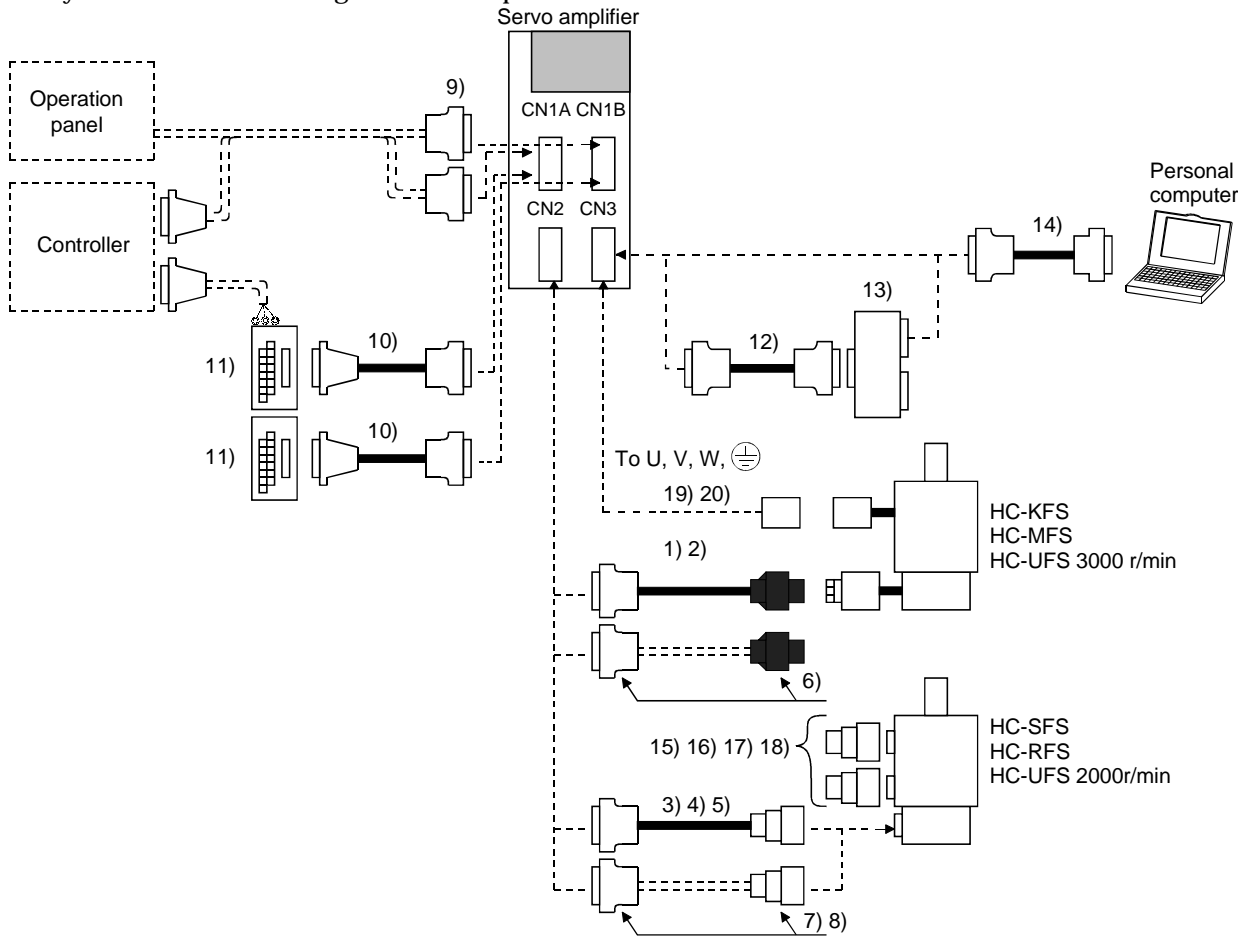 Servo amplifier
Operation
panel
9)
CN1A CN1B
Personal
computer
CN2 CN3
Controller
14)
13)
10)
11)
12)
10)
11)
To U, V, W,
19) 20)
HC-KFS
HC-MFS
HC-UFS 3000 r/min
1) 2)
6)
15) 16) 17) 18)
HC-SFS
HC-RFS
HC-UFS 2000r/min
3) 4) 5)
7) 8)